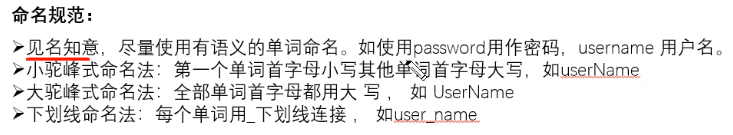 命名规范：
➢见名知意，尽量使用有语义的单词命名。如使用password用作密码，username 用户名。
➢小驼峰式命名法：第一个单词首字母小写其他单词首字母大写，如userName
➢大驼峰式命名法：全部单词首字母都用大 写 ， 如 UserName
➢下划线命名法：每个单词用_下划线连接 ， 如user_name